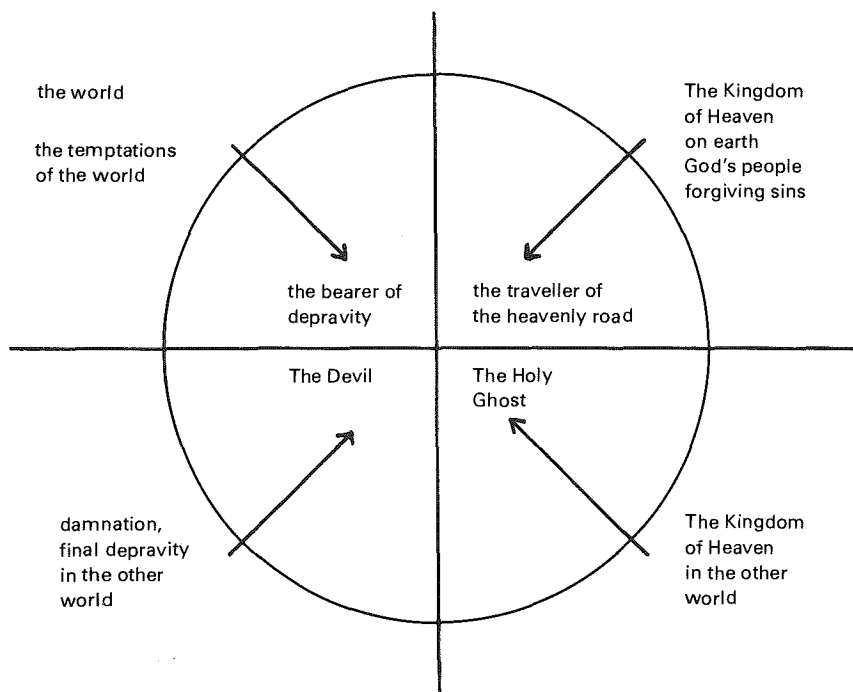 the world
the temptations
of the world
The Kingdom
of Heaven
on earth
God's people
forgiving sins
the bearer of
depravity
the traveller of
the heavenly road
The Devil
The Holy
Ghost
damnation,
final depravity
in the other
world
The Kingdom
of Heaven
in the other
world